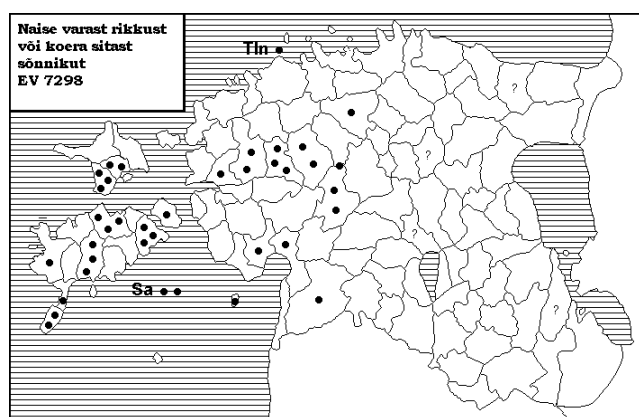 Naise varast rikkust
või koera sitast
sõnnikut
EV 7298
Tln
?
?
?
Sa
?